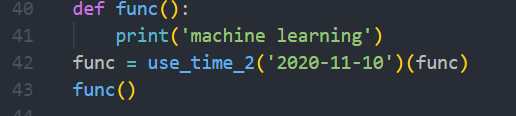 40 def func():
41     print('machine learning')
42 func = use_time_2('2020-11-10')(func)
43 func()
44